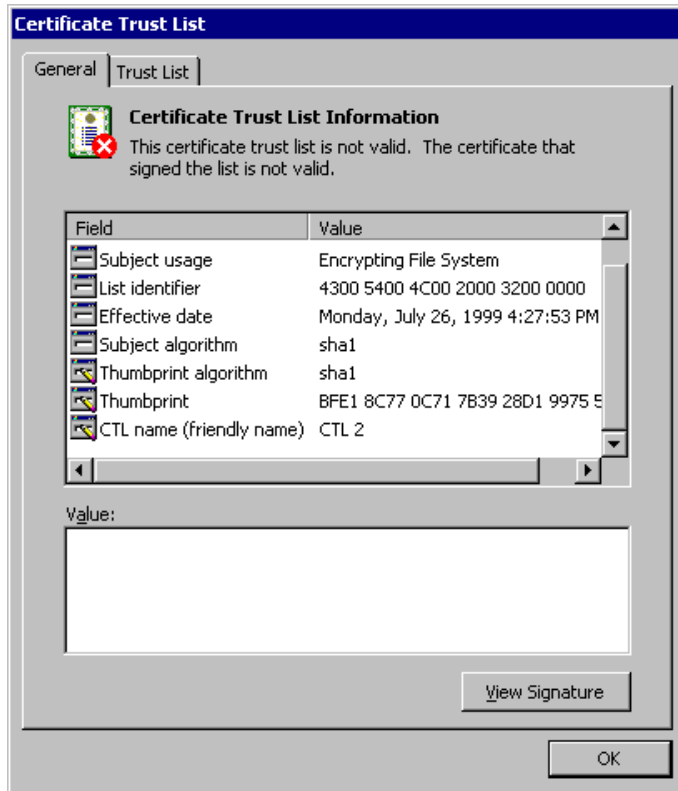 Certificate Trust List
General Trust List
Certificate Trust List Information
This certificate trust list is not valid. The certificate that
signed the list is not valid.
Field Value
Subject usage Encrypting File System
List identifier 4300 5400 4C00 2000 3200 0000
Effective date Monday, July 26, 1999 4:27:53 PM
Subject algorithm sha1
Thumbprint algorithm sha1
Thumbprint BFE1 8C77 0C71 7B39 28D1 9975 5
CTL name (friendly name) CTL 2
Value:
View Signature
OK